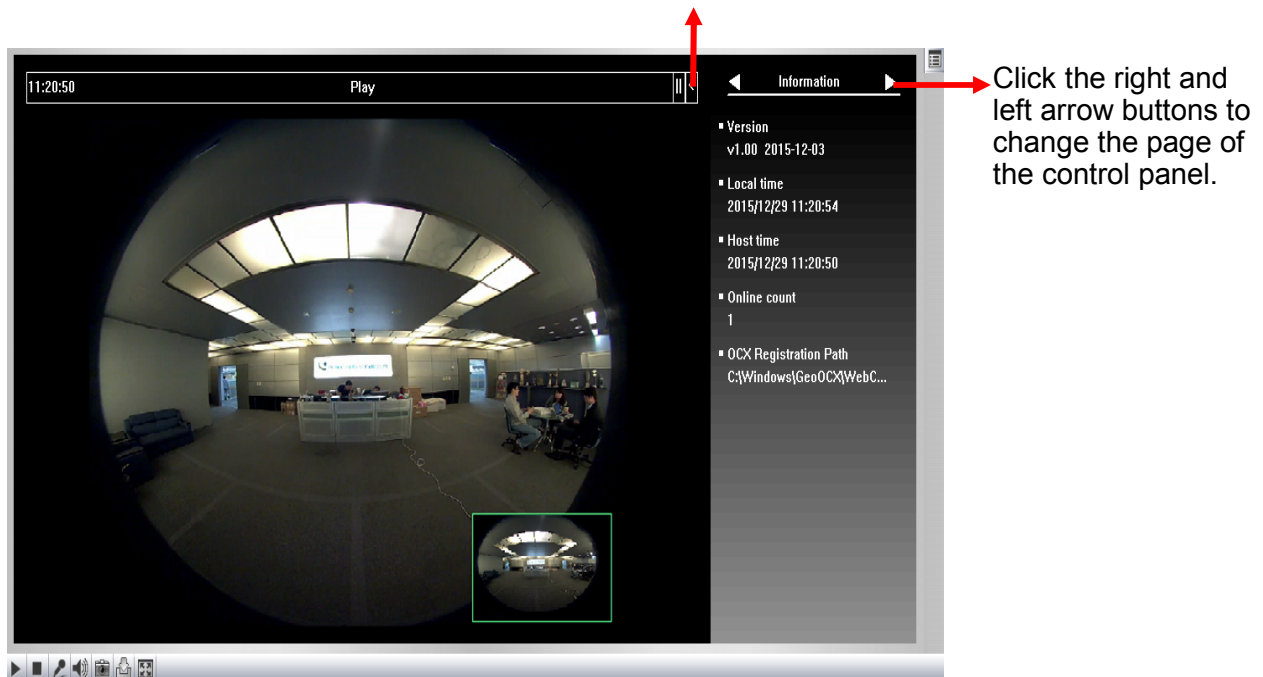 11:20:50 Play
Information
Version
v1.00 2015-12-03
Local time
2015/12/29 11:20:54
Host time
2015/12/29 11:20:50
Online count
1
OCX Registration Path
C:\Windows\GeoOCX\WebC...
Click the right and
left arrow buttons to
change the page of
the control panel.